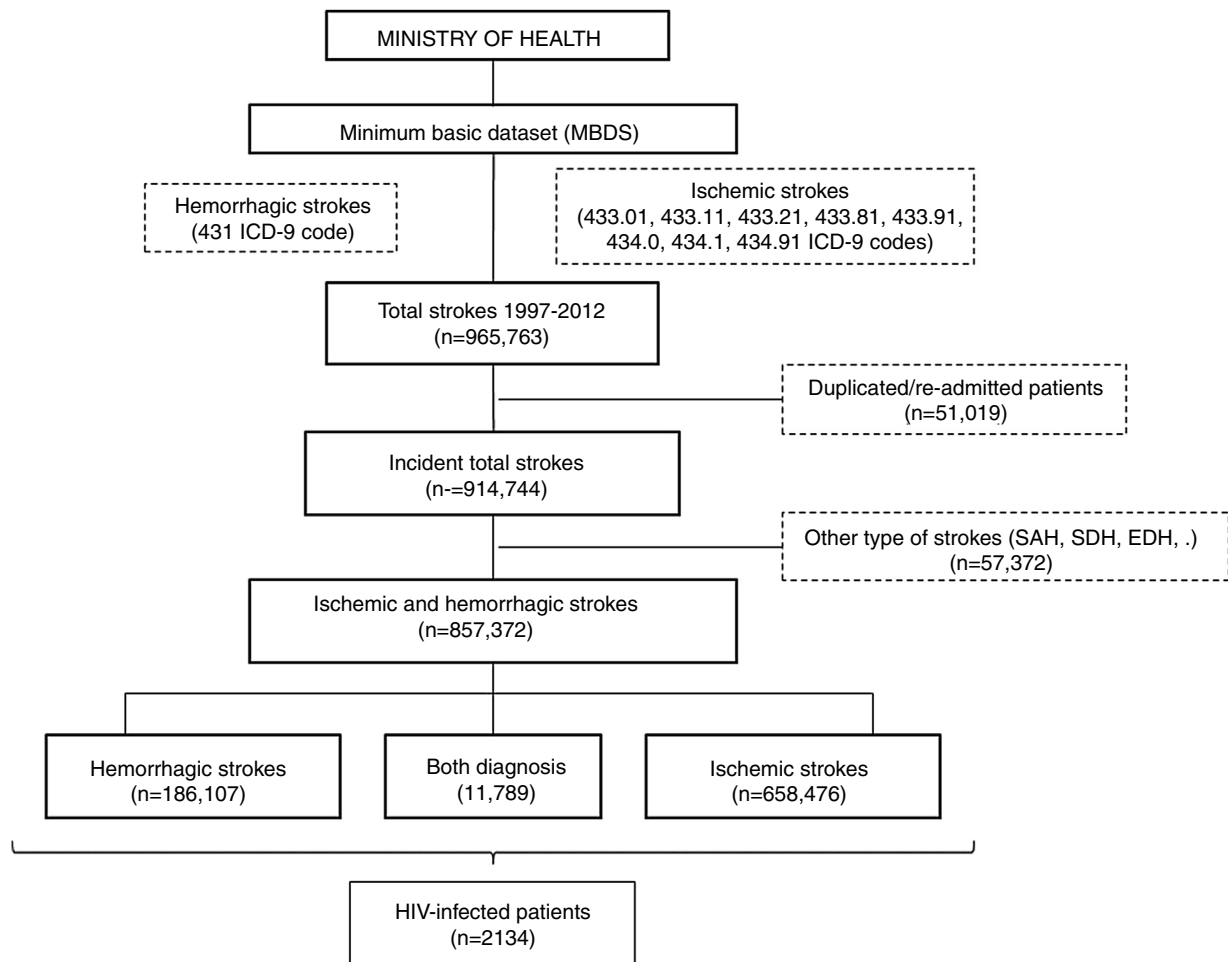 MINISTRY OF HEALTH
Minimum basic dataset (MBDS)
Hemorrhagic strokes
(431 ICD-9 code)
Ischemic strokes
(433.01, 433.11, 433.21, 433.81, 433.91,
434.0, 434.1, 434.91 ICD-9 codes)
Total strokes 1997-2012
(n=965,763)
Duplicated/re-admitted patients
(n=51,019)
Incident total strokes
(n-=914,744)
Other type of strokes (SAH, SDH, EDH, .)
(n=57,372)
Ischemic and hemorrhagic strokes
(n=857,372)
Hemorrhagic strokes
(n=186,107)
Both diagnosis
(11,789)
Ischemic strokes
(n=658,476)
HIV-infected patients
(n=2134)